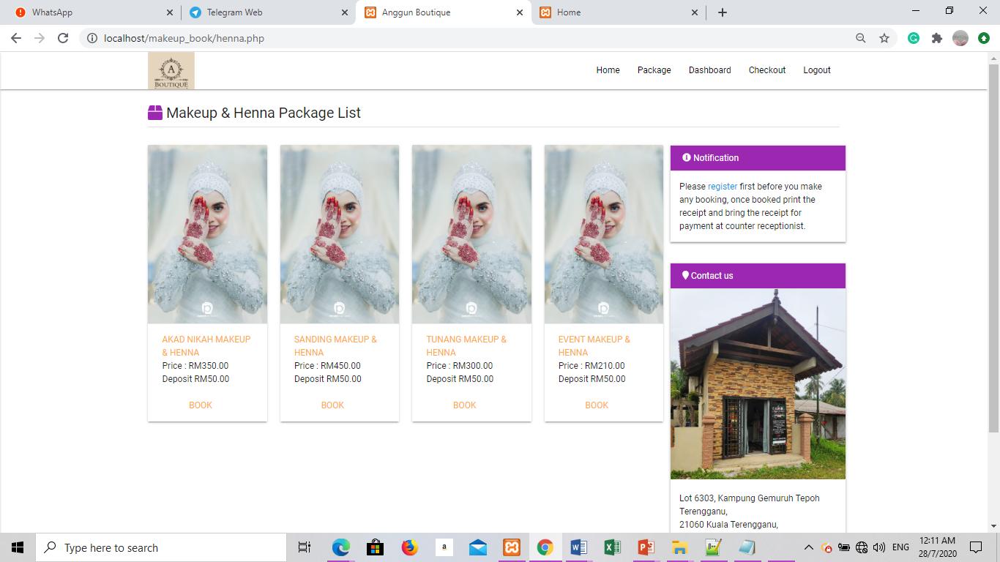 WhatsApp
Telegram Web
Anggun Boutique
Home
localhost/makeup_book/henna.php
A
BOUTIQUE
Home
Package
Dashboard
Checkout
Logout
Makeup & Henna Package List
AKAD NIKAH MAKEUP
& HENNA
Price : RM350.00
Deposit RM50.00
BOOK
SANDING MAKEUP &
HENNA
Price : RM450.00
Deposit RM50.00
BOOK
TUNANG MAKEUP &
HENNA
Price : RM300.00
Deposit RM50.00
BOOK
EVENT MAKEUP &
HENNA
Price : RM210.00
Deposit RM50.00
BOOK
Notification
Please register first before you make
any booking, once booked print the
receipt and bring the receipt for
payment at counter receptionist.
Contact us
Lot 6303, Kampung Gemuruh Tepoh
Terengganu,
21060 Kuala Terengganu,
Type here to search
a
ENG
12:11 AM
28/7/2020